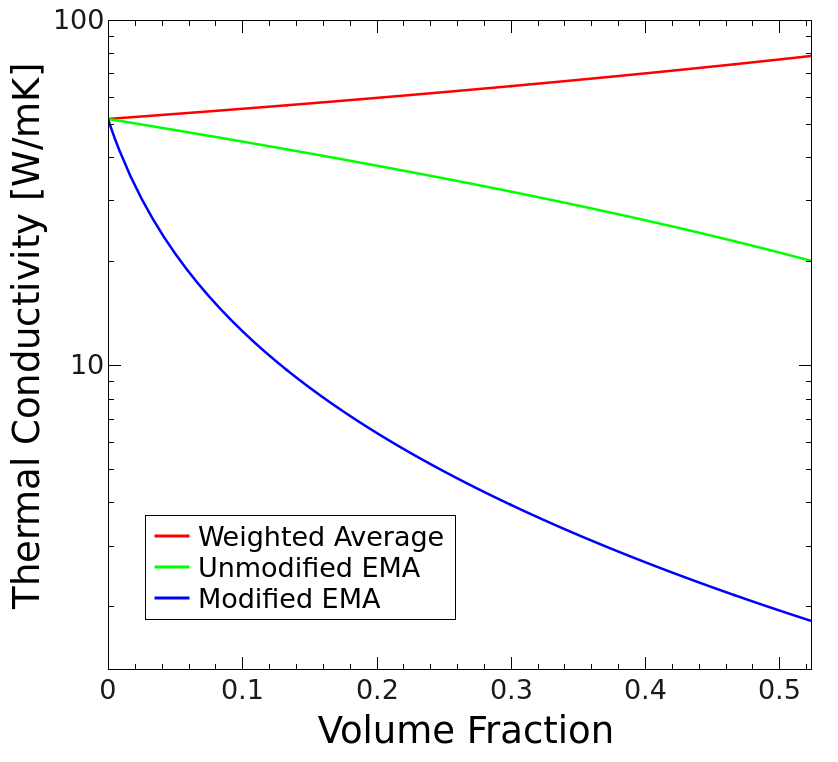 Thermal Conductivity [W/mK]
100
10
Weighted Average
Unmodified EMA
Modified EMA
0 0.1 0.2 0.3 0.4 0.5
Volume Fraction